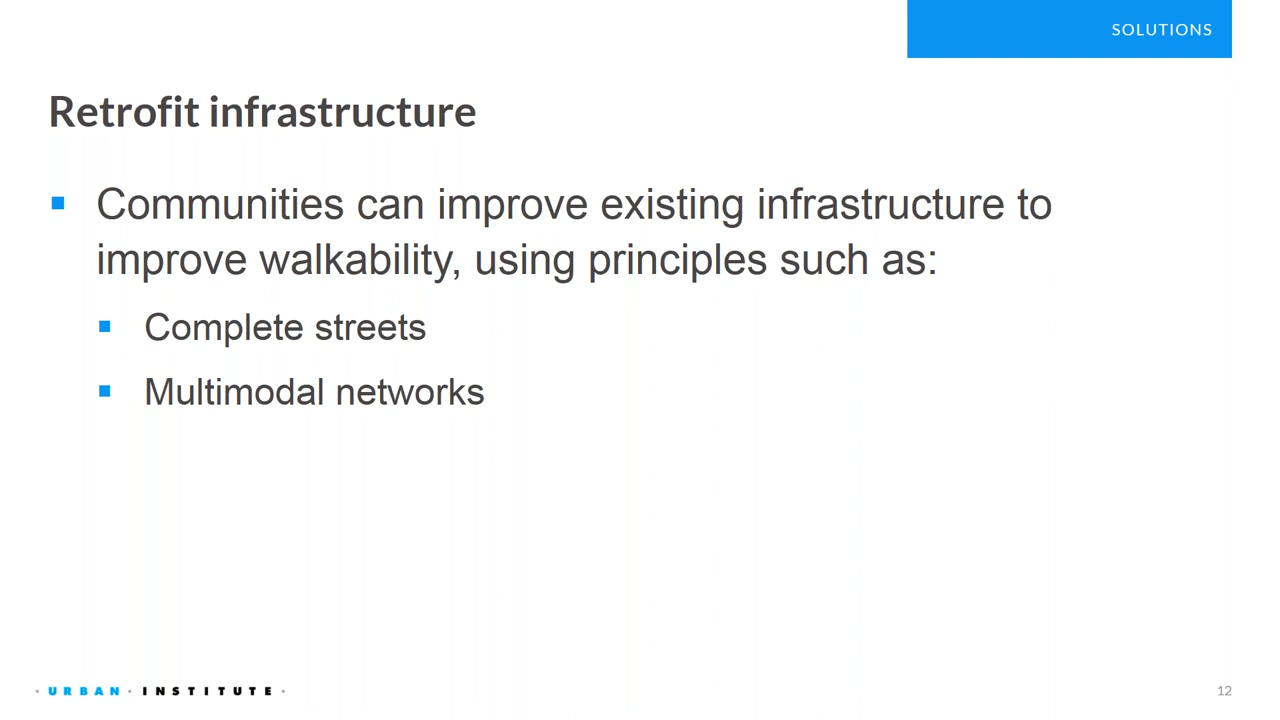 SOLUTIONS
Retrofit infrastructure
Communities can improve existing infrastructure to
improve walkability, using principles such as:
Complete streets
Multimodal networks
· URBAN · INSTITUTE ·
12